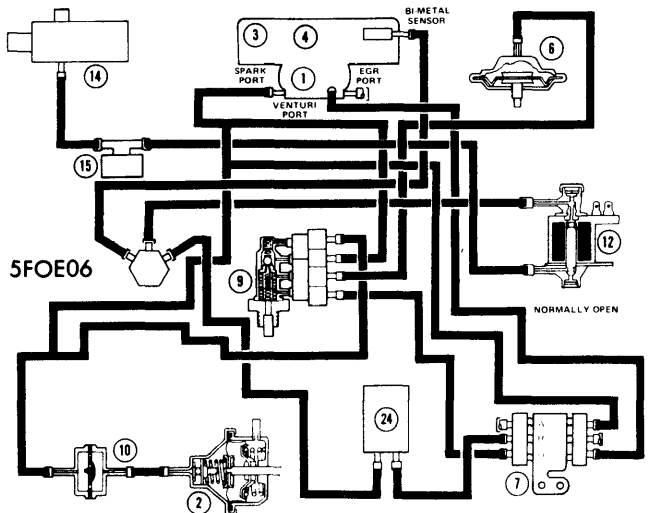 BI-METAL
SENSOR
3
4
6
14
SPARK
PORT
1
EGR
PORT
VENTURI
PORT
15
12
5FOE06
9
NORMALLY OPEN
24
10
2
7